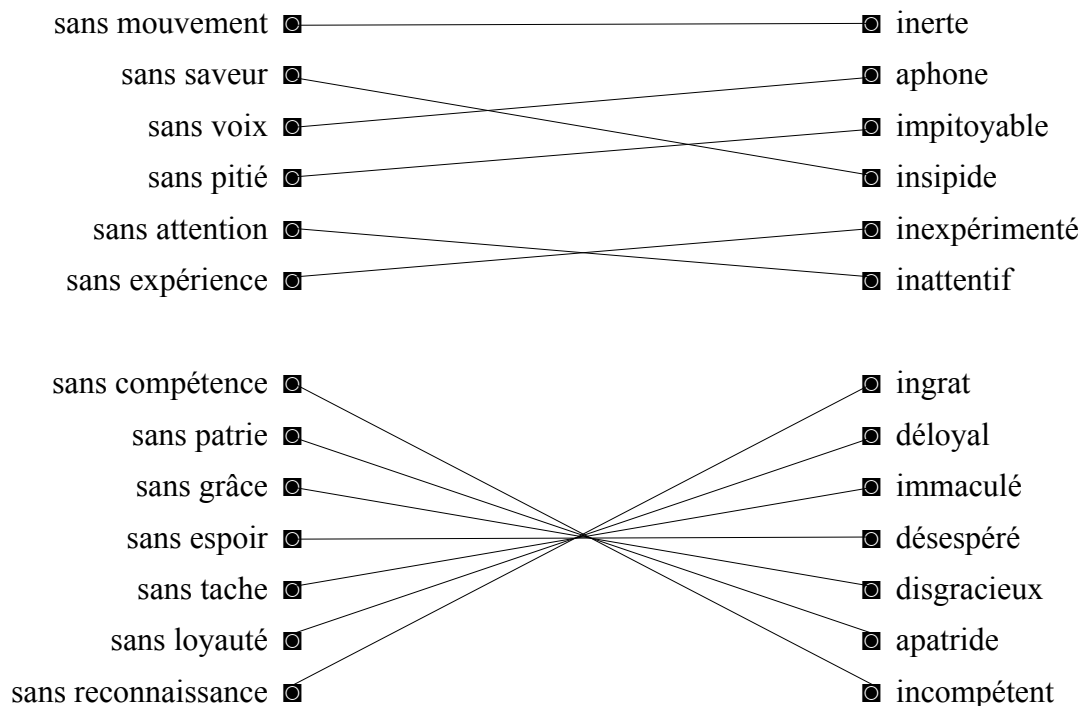 sans mouvement inerte
sans saveur aphone
sans voix impitoyable
sans pitié insipide
sans attention inexpérimenté
sans expérience inattentif
sans compétence ingrat
sans patrie déloyal
sans grâce immaculé
sans espoir désespéré
sans tache disgracieux
sans loyauté apatride
sans reconnaissance incompétent